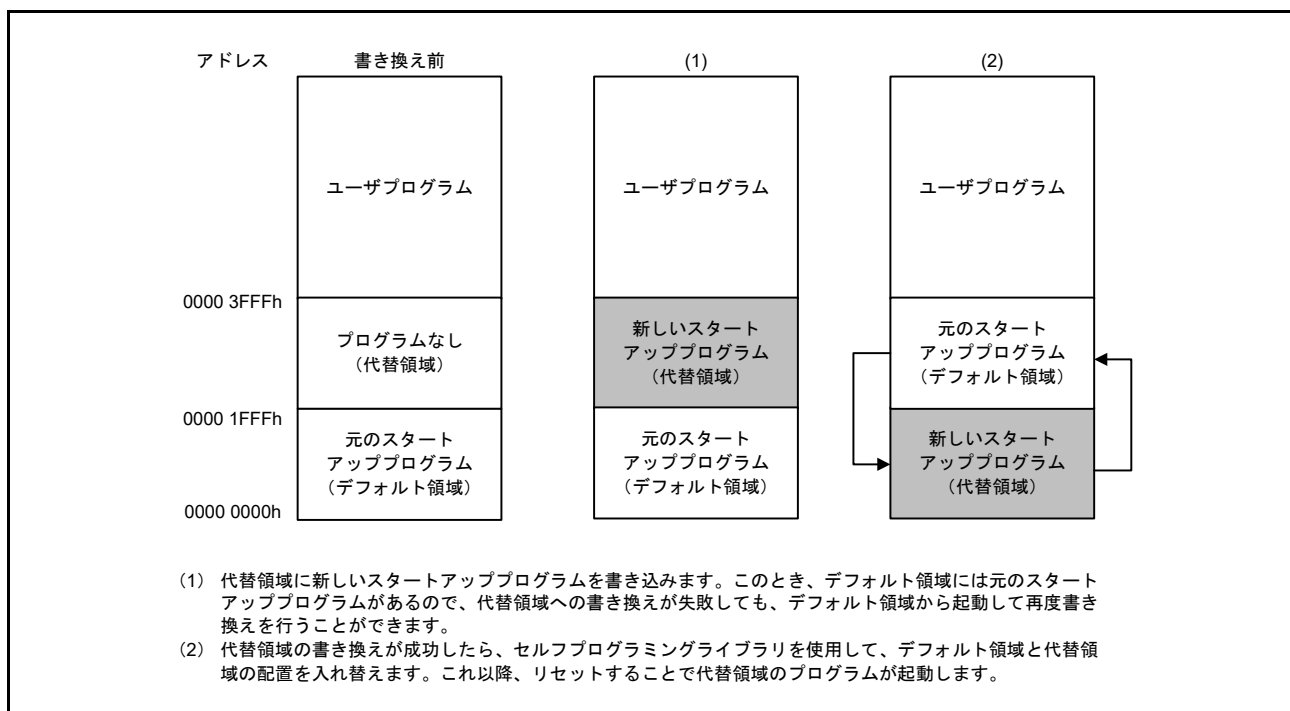 アドレス 書き換え前 (1) (2)
ユーザプログラム ユーザプログラム ユーザプログラム
0000 3FFFh
プログラムなし
（代替領域）
新しいスタート
アッププログラム
（代替領域）
元のスタート
アッププログラム
（デフォルト領域）
0000 1FFFh
元のスタート
アッププログラム
（デフォルト領域）
元のスタート
アッププログラム
（デフォルト領域）
新しいスタート
アッププログラム
（代替領域）
0000 0000h
（1） 代替領域に新しいスタートアッププログラムを書き込みます。このとき、デフォルト領域には元のスタート
アッププログラムがあるので、代替領域への書き換えが失敗しても、デフォルト領域から起動して再度書き
換えを行うことができます。
（2） 代替領域の書き換えが成功したら、セルフプログラミングライブラリを使用して、デフォルト領域と代替領
域の配置を入れ替えます。これ以降、リセットすることで代替領域のプログラムが起動します。